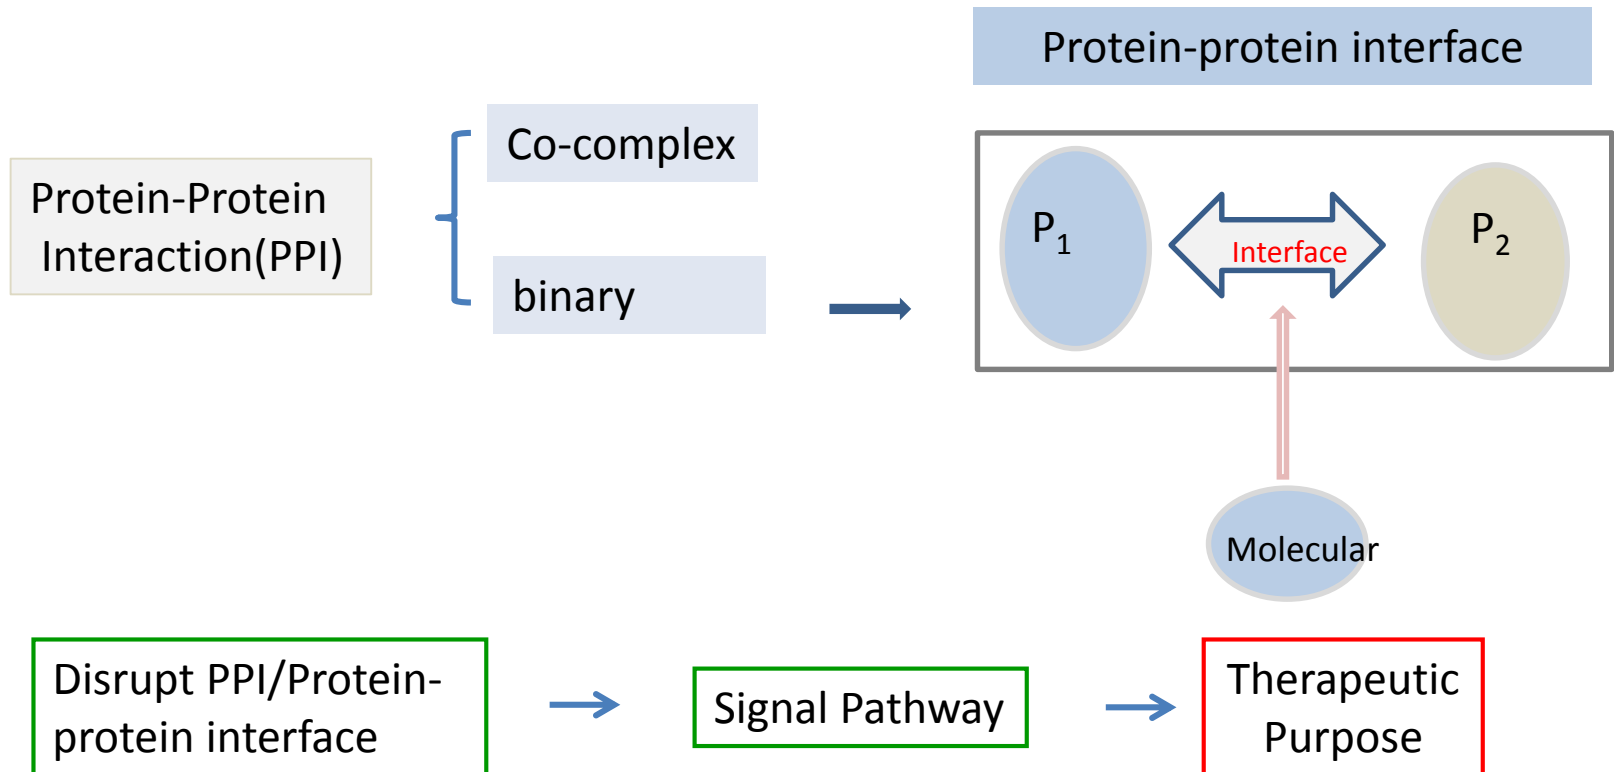 Protein-protein interface
Co-complex
Protein-Protein
Interaction(PPI)
binary
P₁
Interface
P₂
Molecular
Disrupt PPI/Protein-
protein interface
Signal Pathway
Therapeutic
Purpose